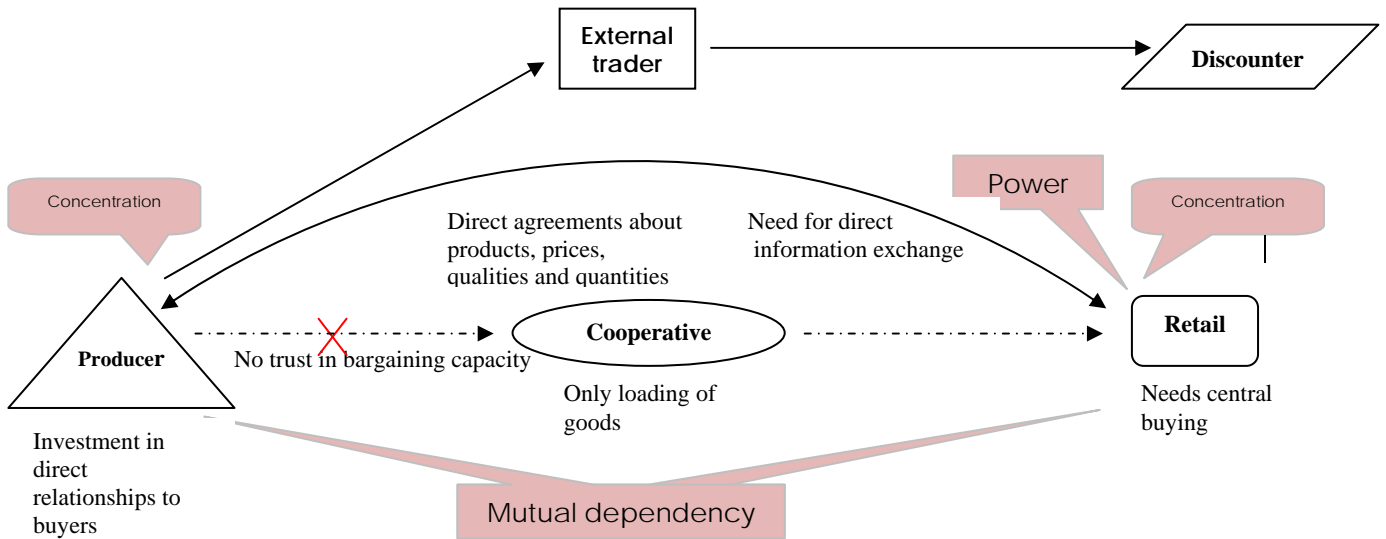 External
trader
Discounter
Concentration
Power
Concentration
Direct agreements about
products, prices,
qualities and quantities
Need for direct
information exchange
Producer
No trust in bargaining capacity
Cooperative
Retail
Only loading of
goods
Needs central
buying
Investment in
direct
relationships to
buyers
Mutual dependency